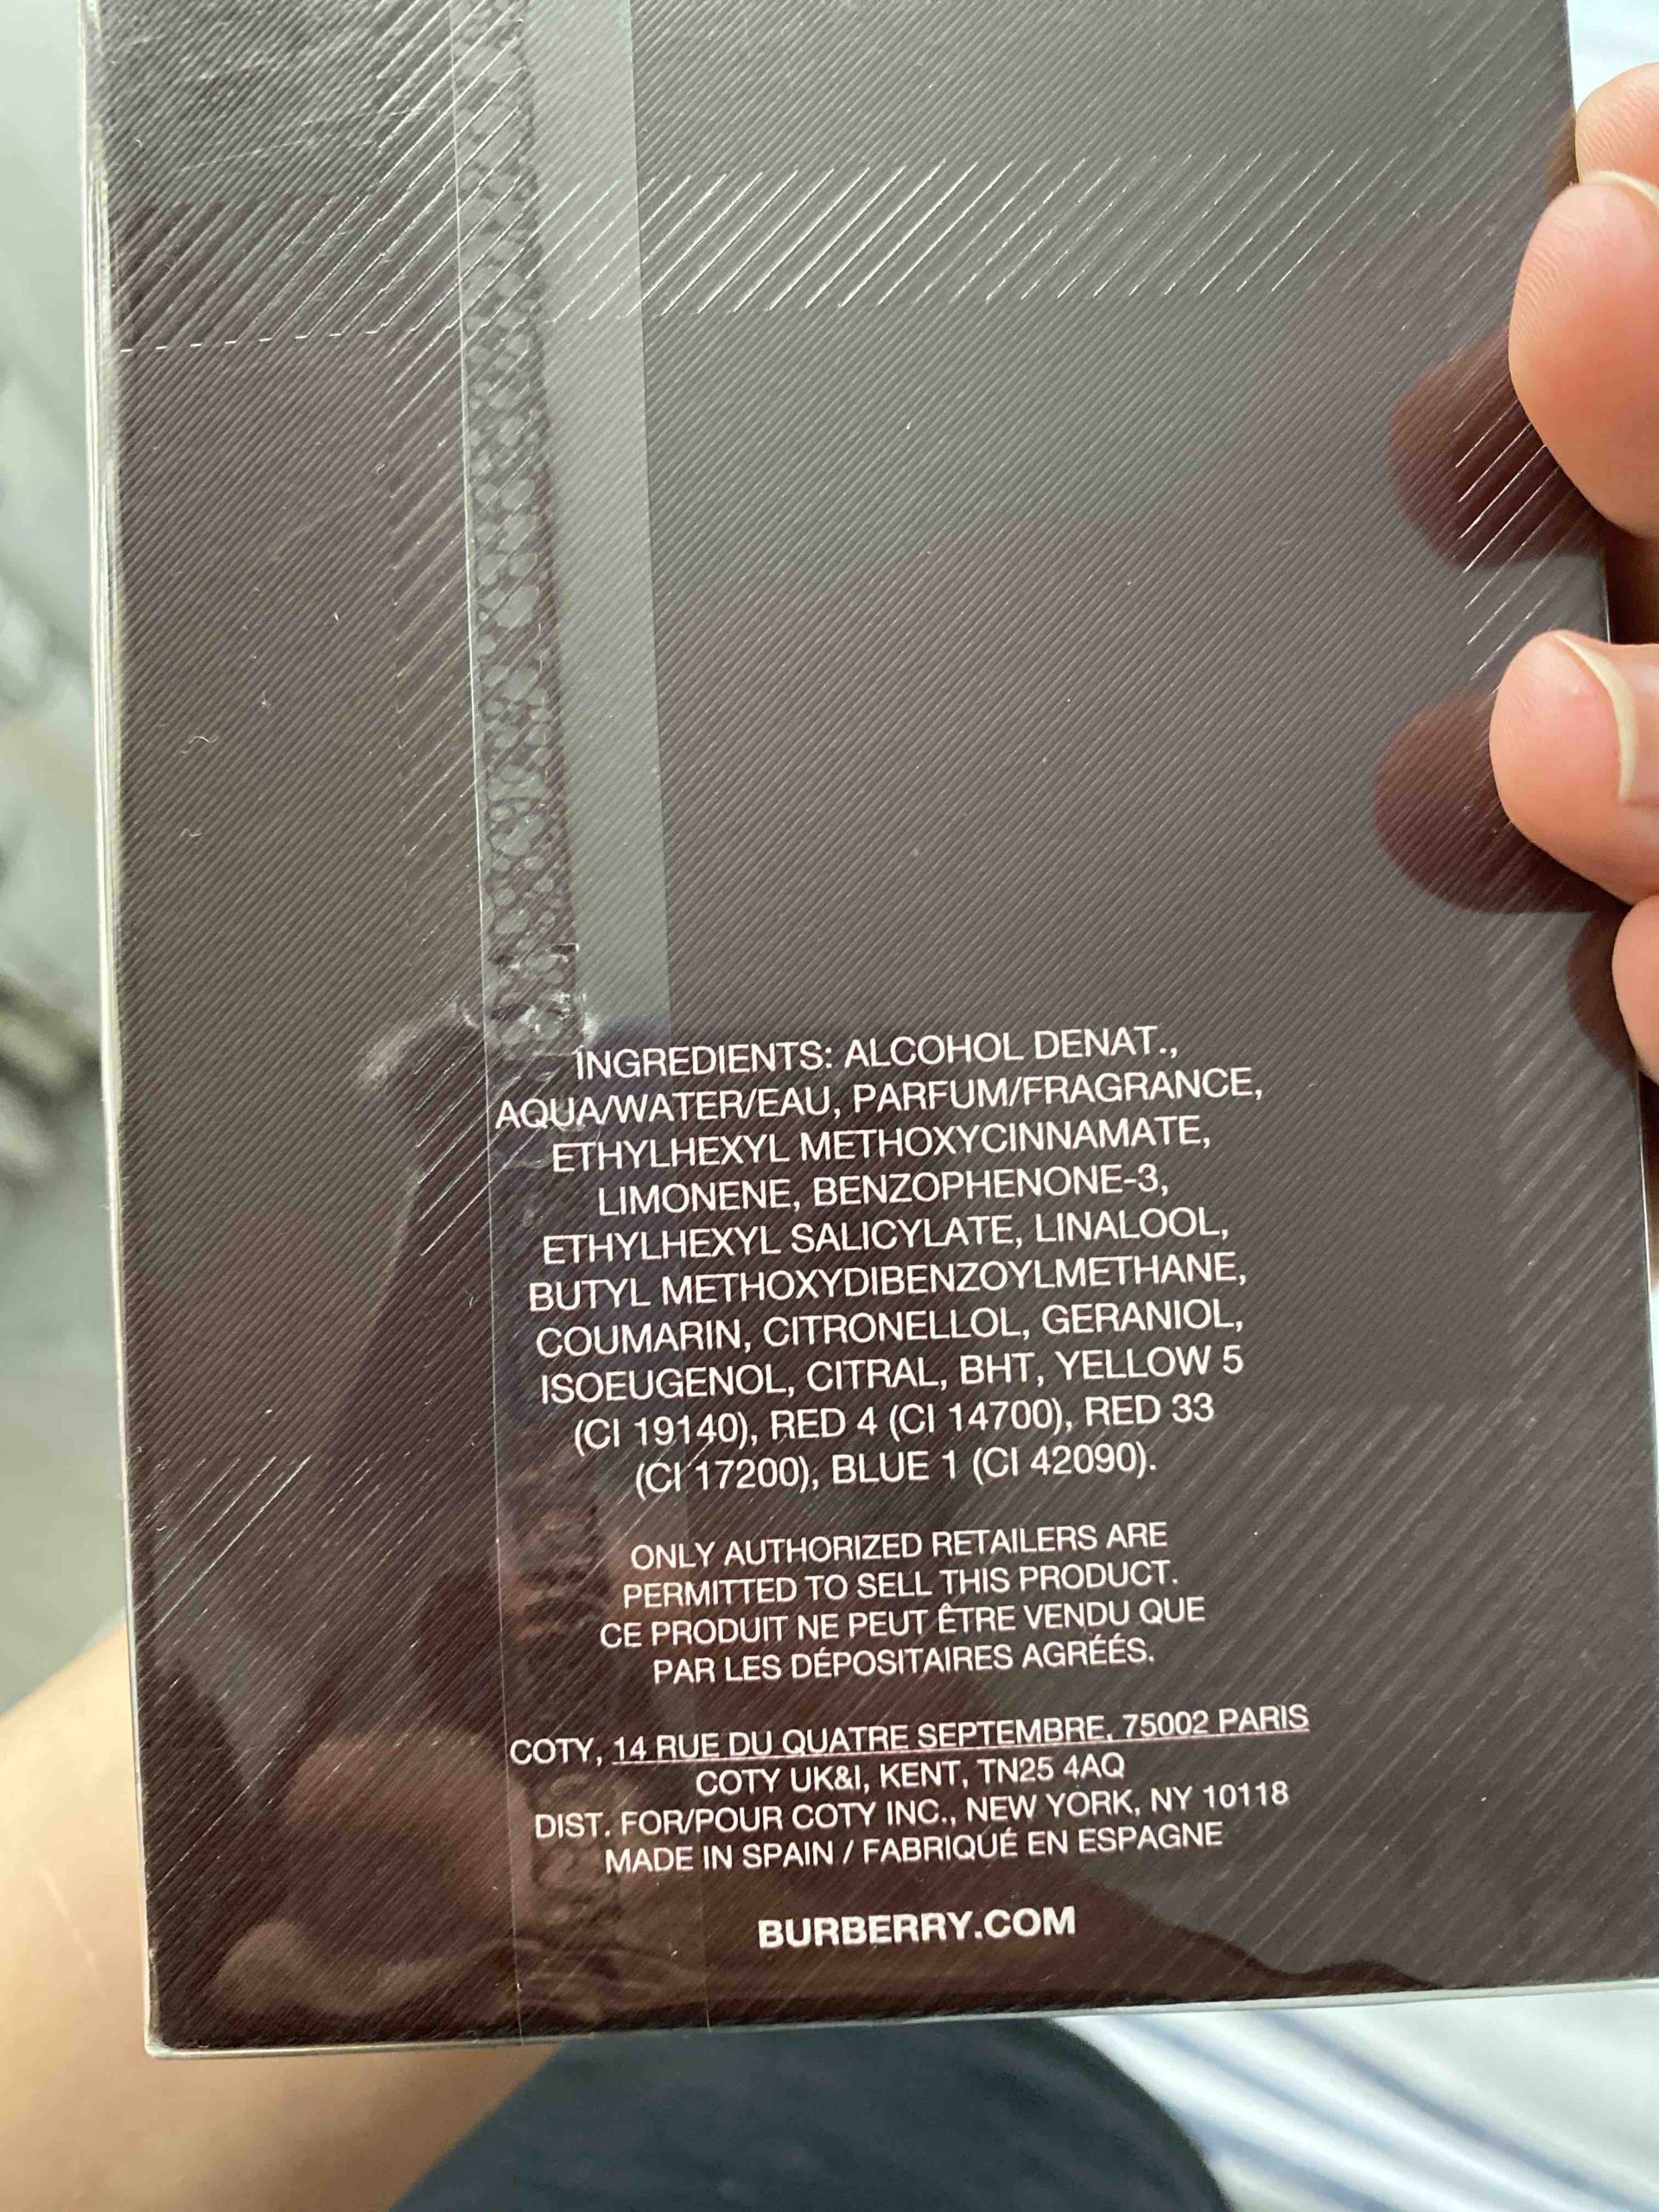 INGREDIENTS: ALCOHOL DENAT.,
AQUA/WATER/EAU, PARFUM/FRAGRANCE,
ETHYLHEXYL METHOXYCINNAMATE,
LIMONENE, BENZOPHENONE-3,
ETHYLHEXYL SALICYLATE, LINALOOL,
BUTYL METHOXYDIBENZOYLMETHANE,
COUMARIN, CITRONELLOL, GERANIOL,
ISOEUGENOL, CITRAL, BHT, YELLOW 5
(CI 19140), RED 4 (CI 14700), RED 33
(CI 17200), BLUE 1 (CI 42090).
ONLY AUTHORIZED RETAILERS ARE
PERMITTED TO SELL THIS PRODUCT.
CE PRODUIT NE PEUT ÊTRE VENDU QUE
PAR LES DÉPOSITAIRES AGRÉÉS.
COTY, 14 RUE DU QUATRE SEPTEMBRE, 75002 PARIS
COTY UK&I, KENT, TN25 4AQ
DIST. FOR/POUR COTY INC., NEW YORK, NY 10118
MADE IN SPAIN / FABRIQUÉ EN ESPAGNE
BURBERRY.COM